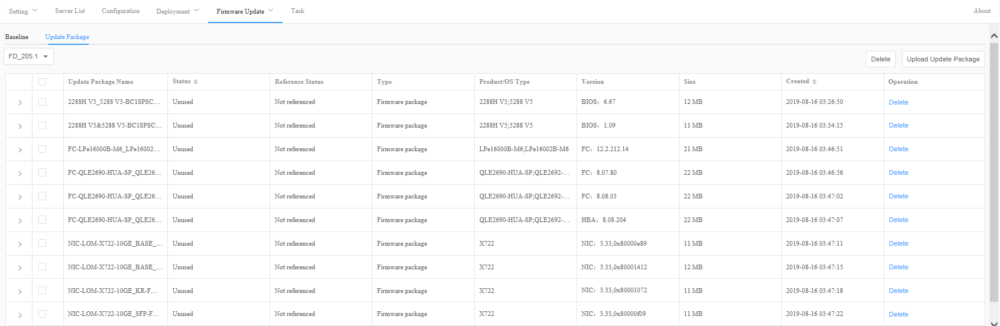 Setting Server List Configuration Deployment Firmware Update Task About
Baseline Update Package
FD_205.1 Delete Upload Update Package
Update Package Name Status Reference Status Type Product/OS Type Version Size Created Operation
2288H V5_5288 V5-BC1SPSC... Unused Not referenced Firmware package 2288H V5;5288 V5 BIOS：6.67 12 MB 2019-08-16 03:26:50 Delete
2288H V5&5288 V5-BC1SPSC... Unused Not referenced Firmware package 2288H V5;5288 V5 BIOS：1.09 11 MB 2019-08-16 03:34:15 Delete
FC-LPe16000B-M6_LPe16002... Unused Not referenced Firmware package LPe16000B-M6;LPe16002B-M6 FC：12.2.212.14 21 MB 2019-08-16 03:46:51 Delete
FC-QLE2690-HUA-SP_QLE26... Unused Not referenced Firmware package QLE2690-HUA-SP;QLE2692-... FC：8.07.80 22 MB 2019-08-16 03:46:56 Delete
FC-QLE2690-HUA-SP_QLE26... Unused Not referenced Firmware package QLE2690-HUA-SP;QLE2692-... FC：8.08.03 22 MB 2019-08-16 03:47:02 Delete
FC-QLE2690-HUA-SP_QLE26... Unused Not referenced Firmware package QLE2690-HUA-SP;QLE2692-... HBA：8.08.204 22 MB 2019-08-16 03:47:07 Delete
NIC-LOM-X722-10GE_BASE_... Unused Not referenced Firmware package X722 NIC：3.33,0x80000e89 11 MB 2019-08-16 03:47:11 Delete
NIC-LOM-X722-10GE_BASE_... Unused Not referenced Firmware package X722 NIC：3.33,0x80001412 12 MB 2019-08-16 03:47:15 Delete
NIC-LOM-X722-10GE_KR-F... Unused Not referenced Firmware package X722 NIC：3.33,0x80001072 11 MB 2019-08-16 03:47:18 Delete
NIC-LOM-X722-10GE_SFP-F... Unused Not referenced Firmware package X722 NIC：3.33,0x80000f09 11 MB 2019-08-16 03:47:22 Delete